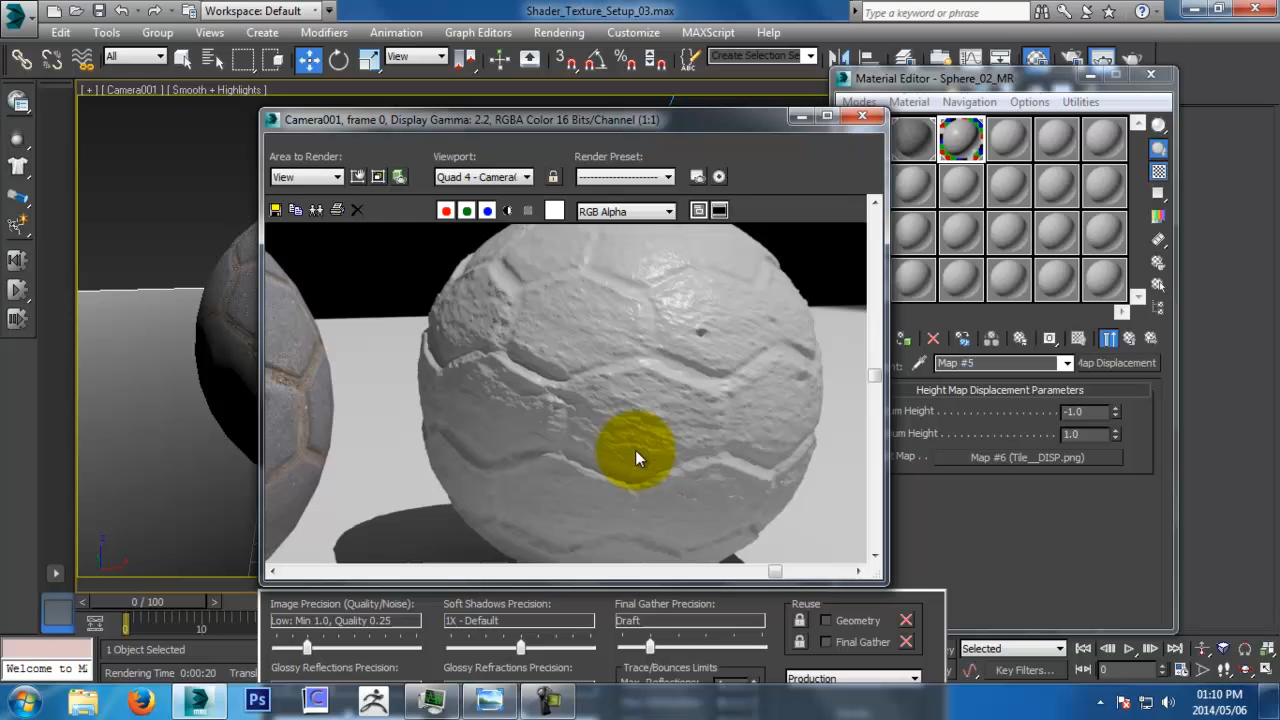 Workspace: Default
Shader_Texture_Setup_03.max
Type a keyword or phrase
Edit Tools Group Views Create Modifiers Animation Graph Editors Rendering Customize MAXScript Help
All
View
Create Selection Se
[ + ] [ Camera001 ] [ Smooth + Highlights ]
Material Editor - Sphere_02_MR
Modes Material Navigation Options Utilities
Camera001, frame 0, Display Gamma: 2.2, RGBA Color 16 Bits/Channel (1:1)
Area to Render:
Viewport:
Render Preset:
View
Quad 4 - Camera(
--------------------
RGB Alpha
Map #5
Map Displacement
Height Map Displacement Parameters
um Height . . . . . . . . . . . . . . . . -1.0
um Height . . . . . . . . . . . . . . . . 1.0
Map . . Map #6 (Tile__DISP.png)
Image Precision (Quality/Noise):
Low: Min 1.0, Quality 0.25
Soft Shadows Precision:
1X - Default
Final Gather Precision:
Draft
Reuse
Geometry
Final Gather
Glossy Reflections Precision:
Glossy Refractions Precision:
Trace/Bounces Limits
Production
0 / 100
0
10
1 Object Selected
Rendering Time 0:00:20
Welcome to M
Selected
Key Filters...
0
Ps
01:10 PM
2014/05/06